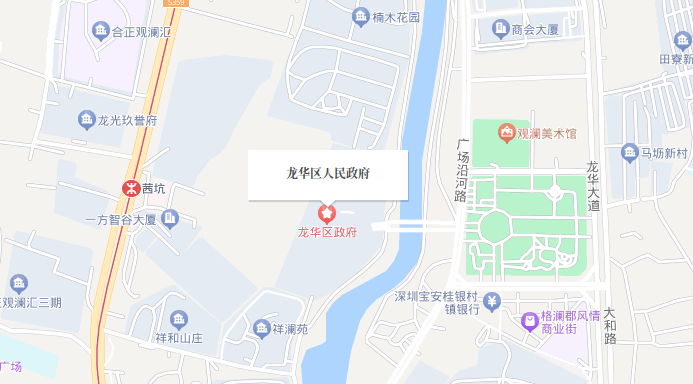 S359
合正观澜汇
楠木花园
商会大厦
田寮新
龙光玖誉府
观澜美术馆
马坜新村
广场沿河路
龙华区人民政府
龙华大道
茜坑
一方智谷大厦
龙华区政府
正观澜汇三期
深圳宝安桂银村
镇银行
祥和山庄
祥澜苑
格澜郡风情
商业街
大和路
广场